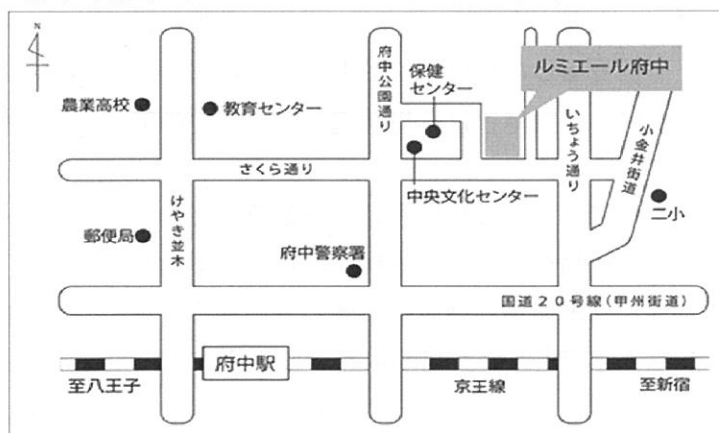 N
農業高校
教育センター
府中公園通り
保健
センター
ルミエール府中
いちょう通り
小金井街道
さくら通り
中央文化センター
二小
けやき並木
郵便局
府中警察署
国道20号線(甲州街道)
府中駅
至八王子
京王線
至新宿